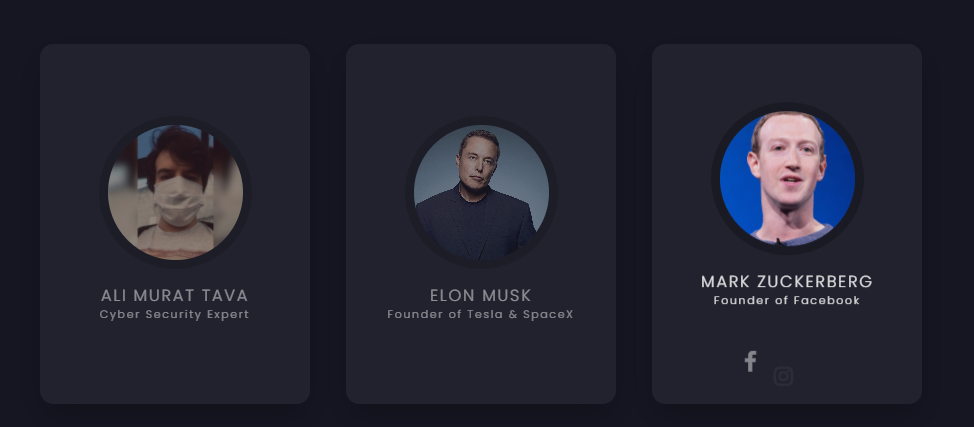 ALI MURAT TAVA
Cyber Security Expert
ELON MUSK
Founder of Tesla & SpaceX
MARK ZUCKERBERG
Founder of Facebook